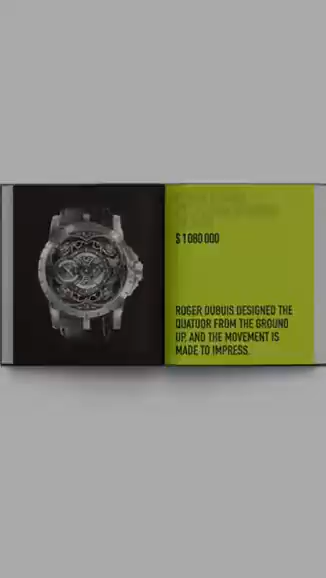 $ 1 080 000
ROGER DUBUIS DESIGNED THE
QUATUOR FROM THE GROUND
UP, AND THE MOVEMENT IS
MADE TO IMPRESS.